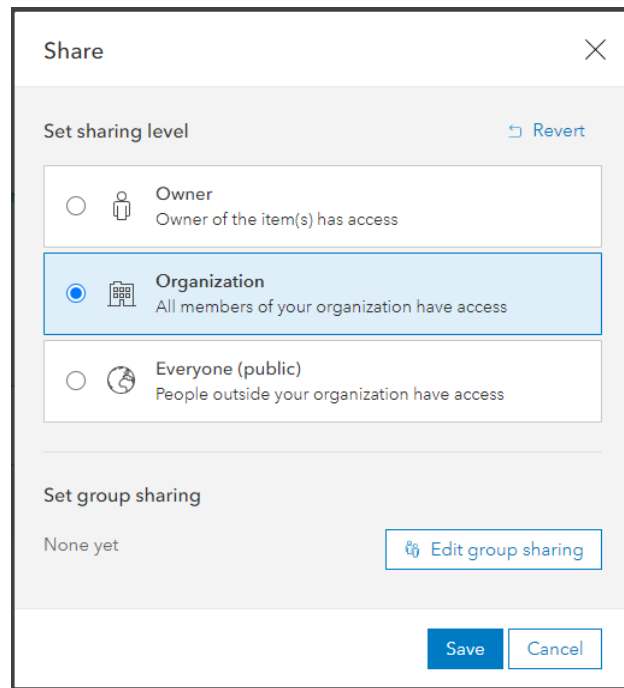 Share
Set sharing level
Revert
Owner
Owner of the item(s) has access
Organization
All members of your organization have access
Everyone (public)
People outside your organization have access
Set group sharing
None yet
Edit group sharing
Save
Cancel